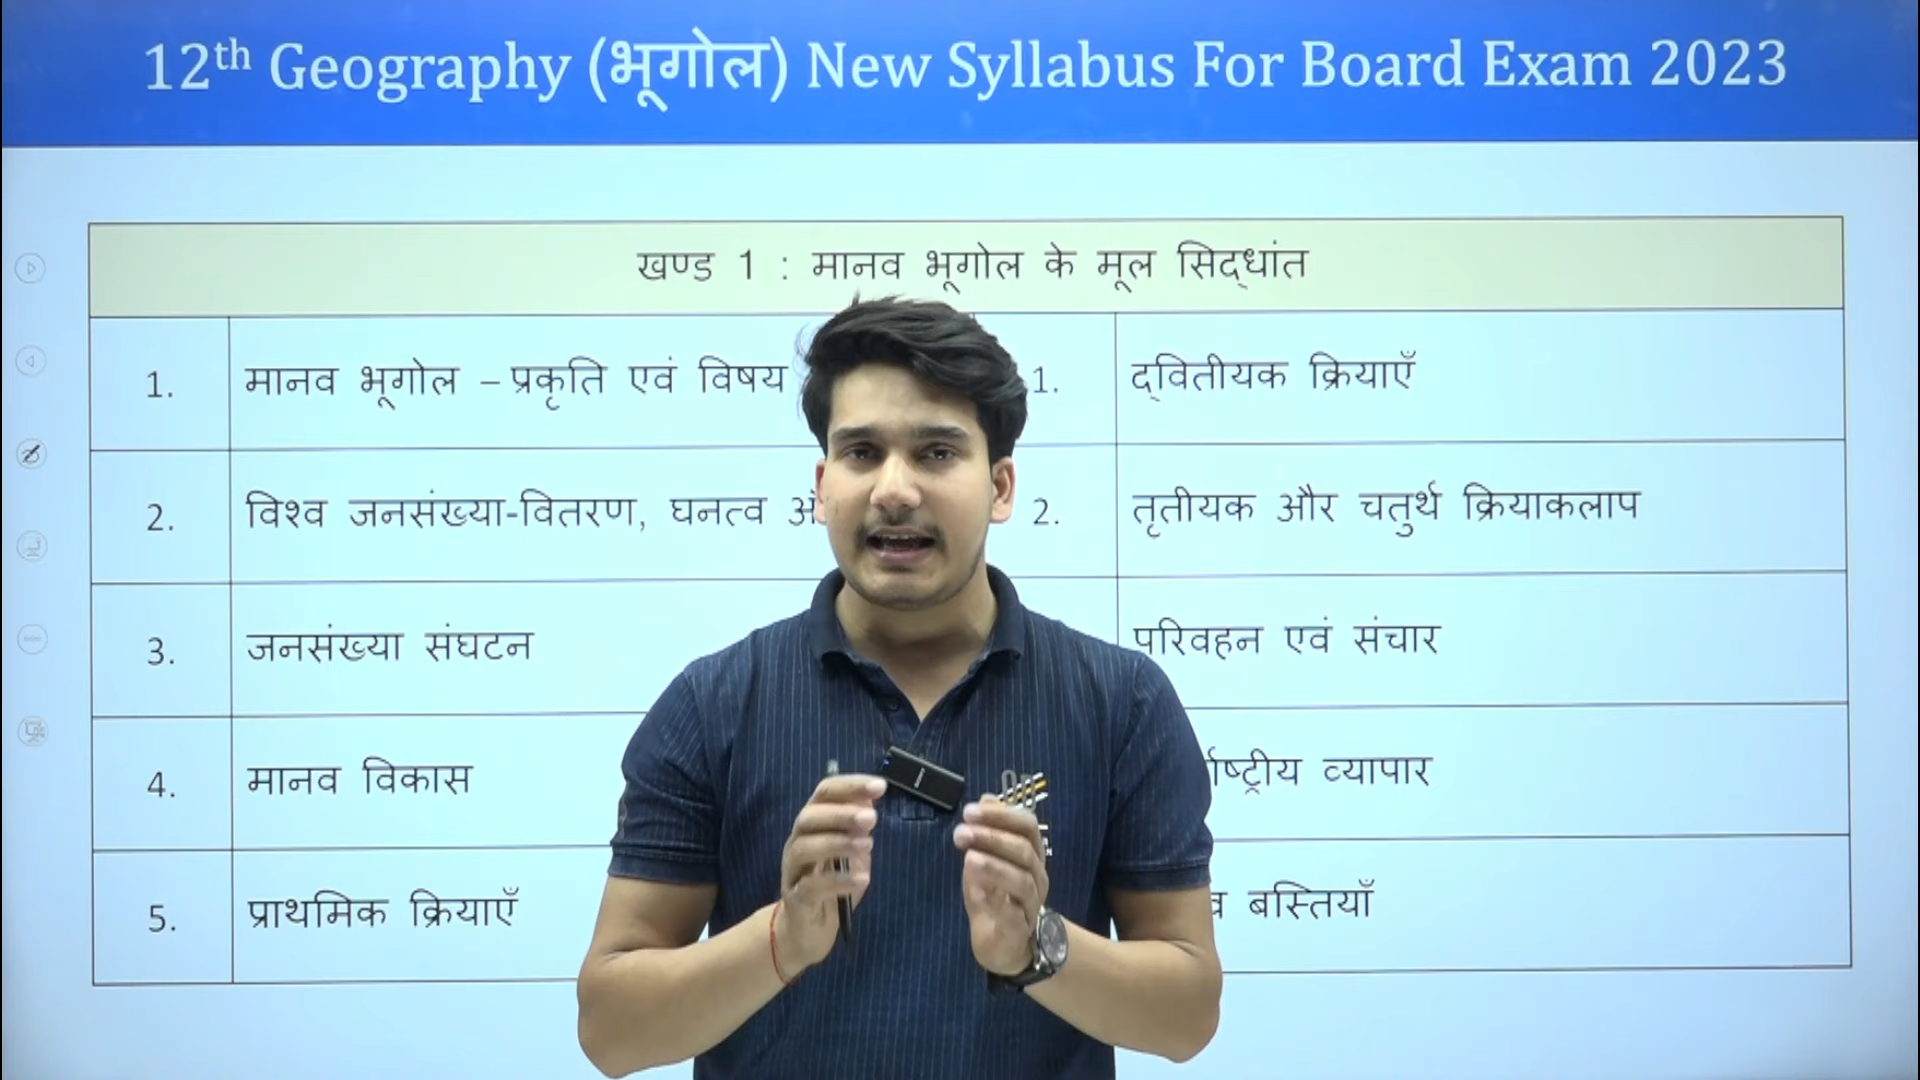 12th Geography (भूगोल) New Syllabus For Board Exam 2023
खण्ड 1 : मानव भूगोल के मूल सिद्धांत
1. मानव भूगोल – प्रकृति एवं विषय 1. द्वितीयक क्रियाएँ
2. विश्व जनसंख्या-वितरण, घनत्व 2. तृतीयक और चतुर्थ क्रियाकलाप
3. जनसंख्या संघटन परिवहन एवं संचार
4. मानव विकास व्यापार
5. प्राथमिक क्रियाएँ बस्तियाँ